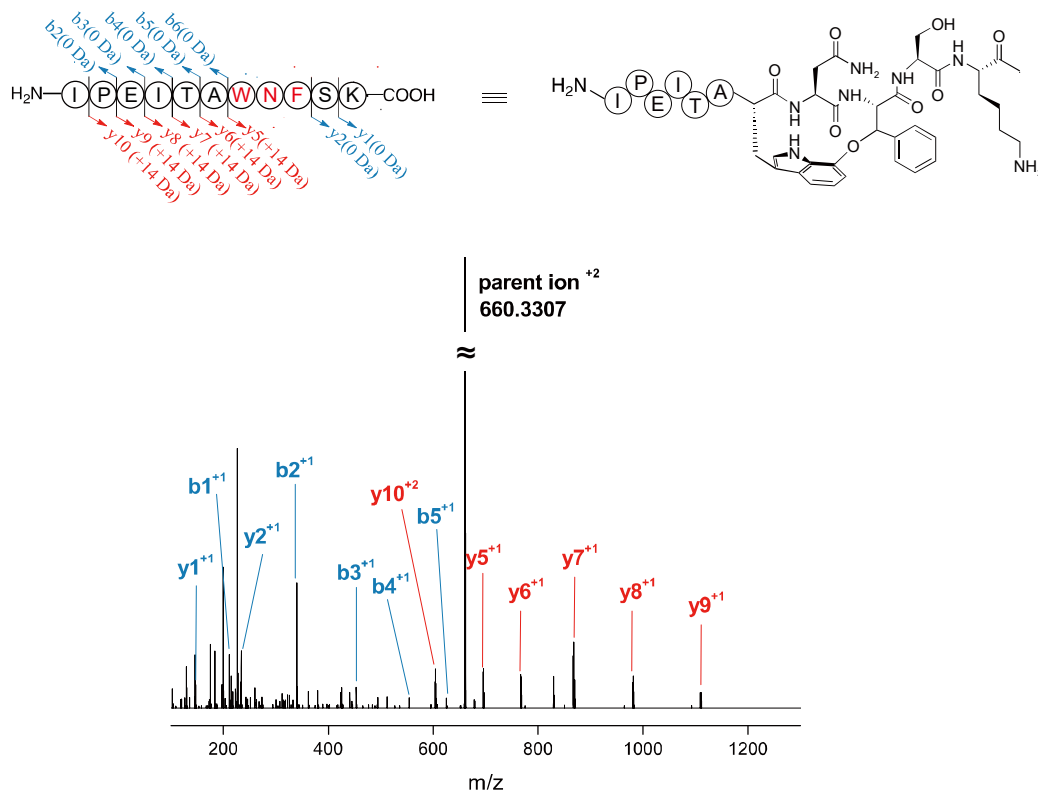 b2(0 Da)
b3(0 Da)
b4(0 Da)
b5(0 Da)
b6(0 Da)
H2N IPEITAWNFSK COOH
y10 (+14 Da)
y9 (+14 Da)
y8 (+14 Da)
y7 (+14 Da)
y6(+14 Da)
y5(+14 Da)
y2(0 Da)
y1(0 Da)
≡
H2N I P E I T A
O
O
NH2
OH
N
H
O
H
N
O
HN
O
NH
O
O
H
N
O
NH
parent ion +2
660.3307
≈
b1+1
b2+1
y10+2
b5+1
y2+1
y1+1
b3+1
b4+1
y5+1
y6+1
y7+1
y8+1
y9+1
200 400 600 800 1000 1200
m/z